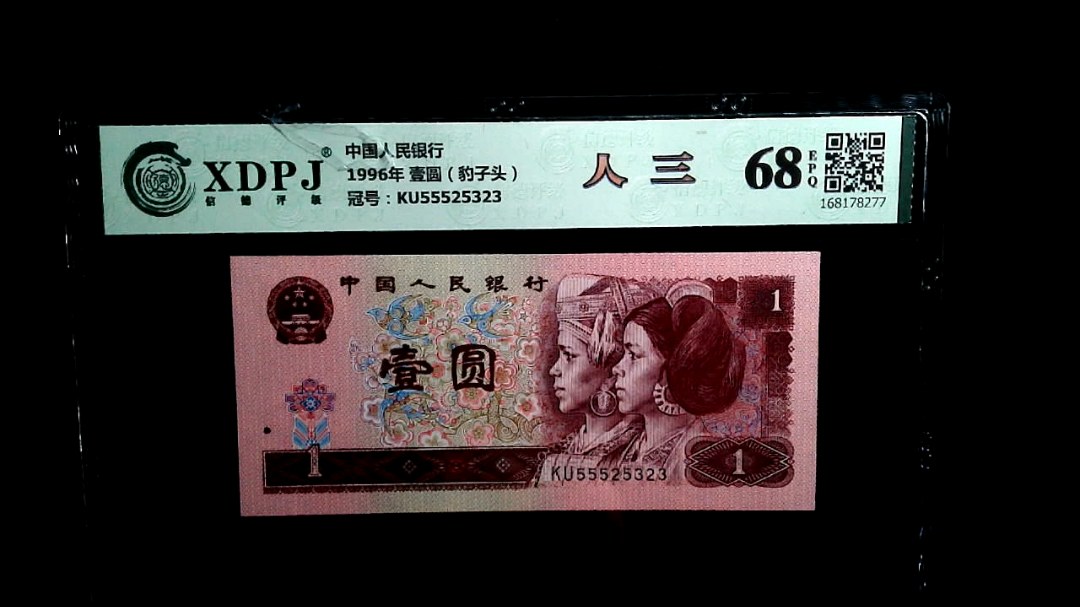 XDPJ®
信德评级
中国人民银行
1996年 壹圆（豹子头）
冠号：KU55525323
人三
68
EPQ
168178277
中国人民银行
1
壹圆
1
KU55525323
1